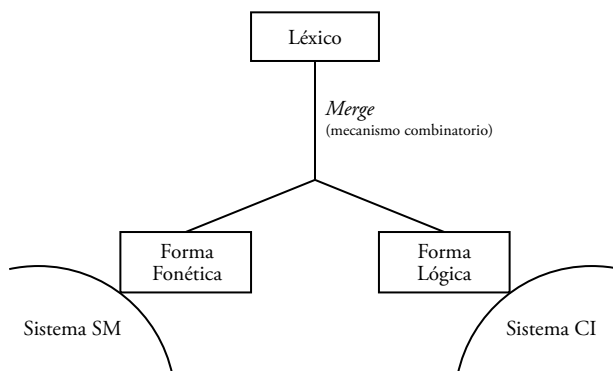 Léxico
Merge
(mecanismo combinatorio)
Forma
Fonética
Forma
Lógica
Sistema SM
Sistema CI